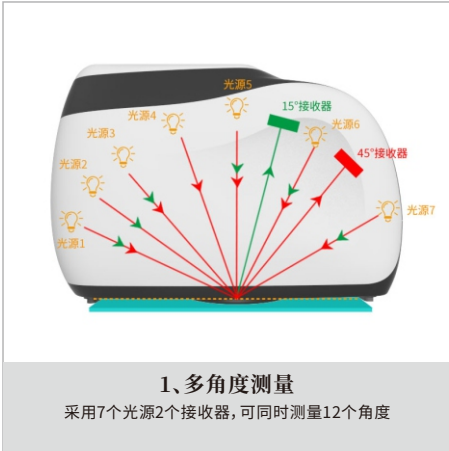 光源5
光源4
15°接收器
光源6
光源3
45°接收器
光源2
光源7
光源1
1、多角度测量
采用7个光源2个接收器,可同时测量12个角度